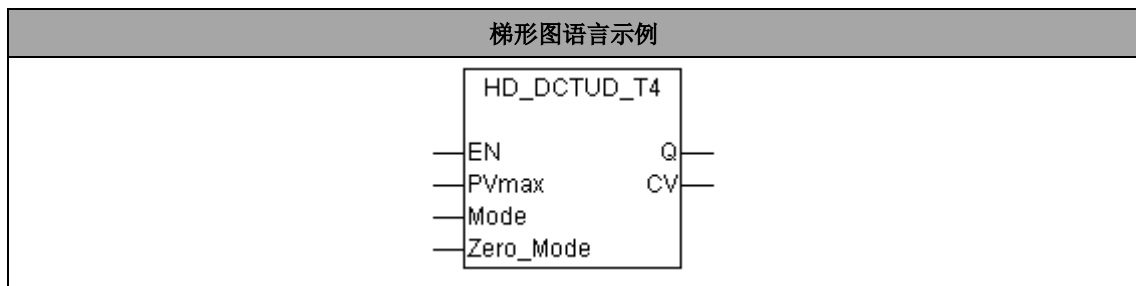 梯形图语言示例
HD_DCTUD_T4
EN Q
PVmax CV
Mode
Zero_Mode